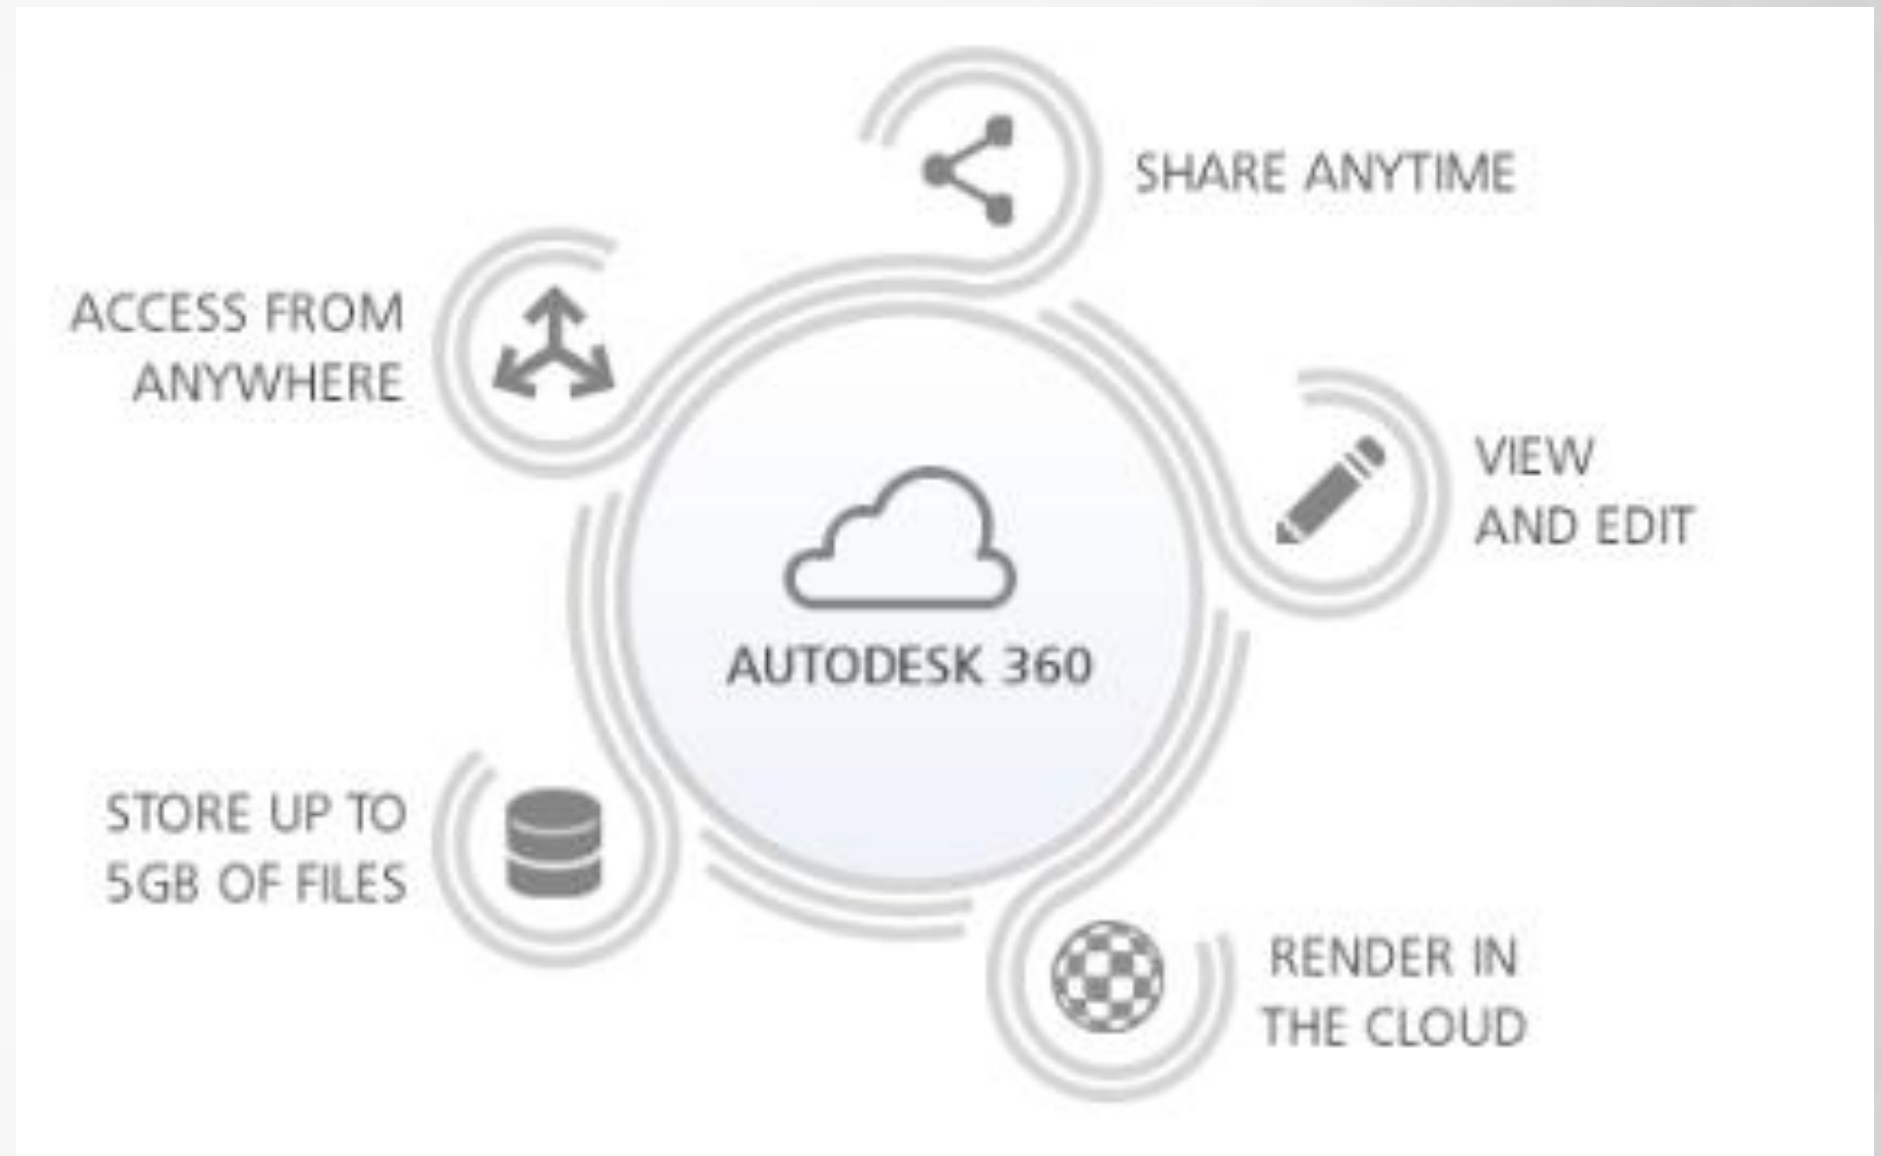 SHARE ANYTIME
ACCESS FROM
ANYWHERE
VIEW
AND EDIT
AUTODESK 360
STORE UP TO
5GB OF FILES
RENDER IN
THE CLOUD